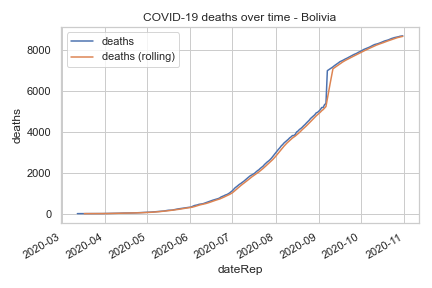 COVID-19 deaths over time - Bolivia
deaths
deaths (rolling)
8000
6000
4000
2000
0
deaths
2020-03
2020-04
2020-05
2020-06
2020-07
2020-08
2020-09
2020-10
2020-11
dateRep